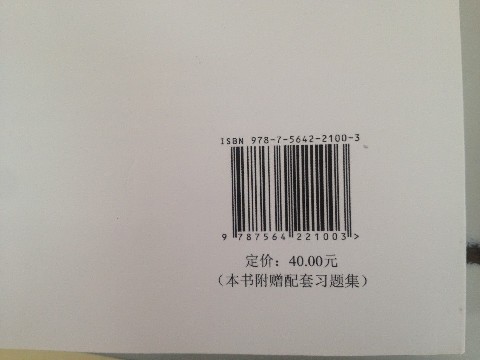 ISBN 978-7-5642-2100-3
9 787564 221003 >
定价：40.00元
（本书附赠配套习题集）